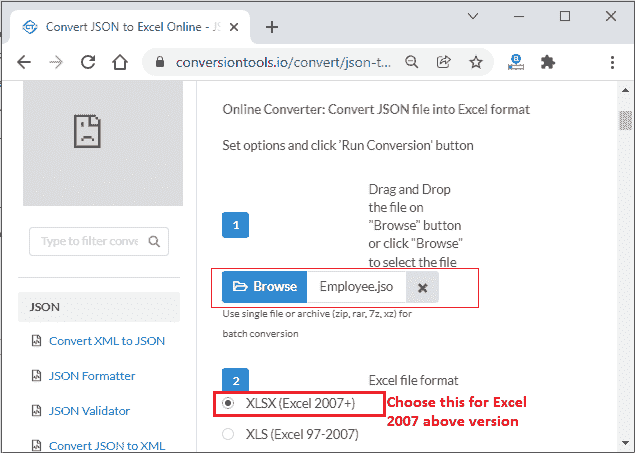 Convert JSON to Excel Online - JS
conversiontools.io/convert/json-t...
Online Converter: Convert JSON file into Excel format
Set options and click 'Run Conversion' button
Type to filter conve
JSON
Convert XML to JSON
JSON Formatter
JSON Validator
Convert JSON to XML
1
Drag and Drop
the file on
"Browse" button
or click "Browse"
to select the file
Browse
Employee.jso
Use single file or archive (zip, rar, 7z, xz) for
batch conversion
2
Excel file format
XLSX (Excel 2007+)
Choose this for Excel
2007 above version
XLS (Excel 97-2007)